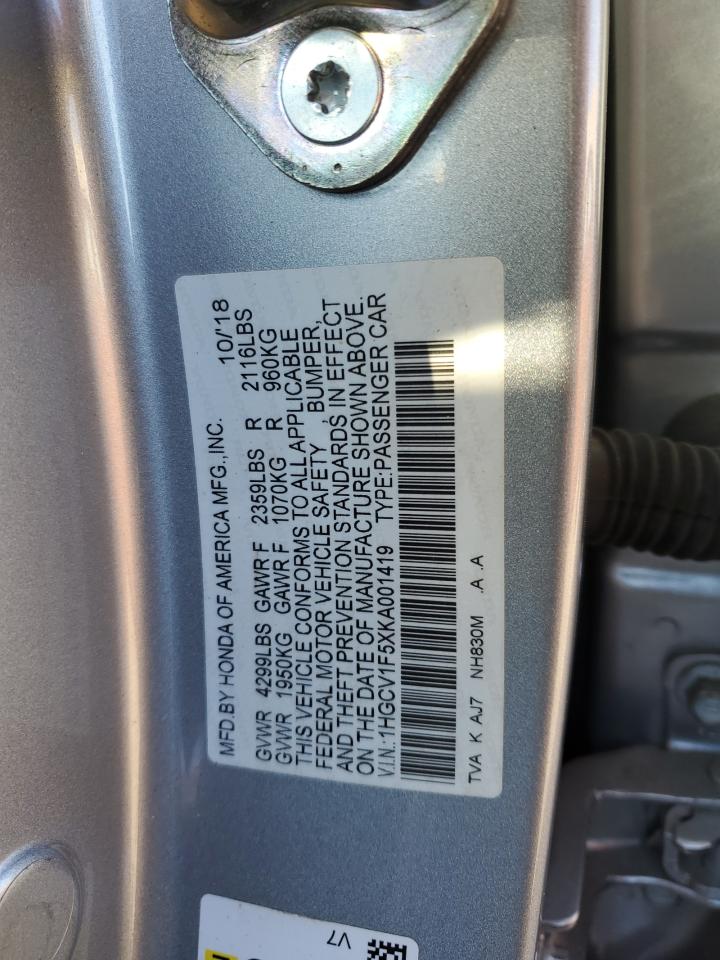 MFD.BY HONDA OF AMERICA MFG.,INC. 10/18
GVWR 4299LBS GAWR F 2359LBS R 2116LBS
GVWR 1950KG GAWR F 1070KG R 960KG
THIS VEHICLE CONFORMS TO ALL APPLICABLE
FEDERAL MOTOR VEHICLE SAFETY , BUMPER,
AND THEFT PREVENTION STANDARDS IN EFFECT
ON THE DATE OF MANUFACTURE SHOWN ABOVE.
V.I.N.:1HGCV1F5XKA001419 TYPE:PASSENGER CAR
TVA K AJ7 NH830M .A .A
V7